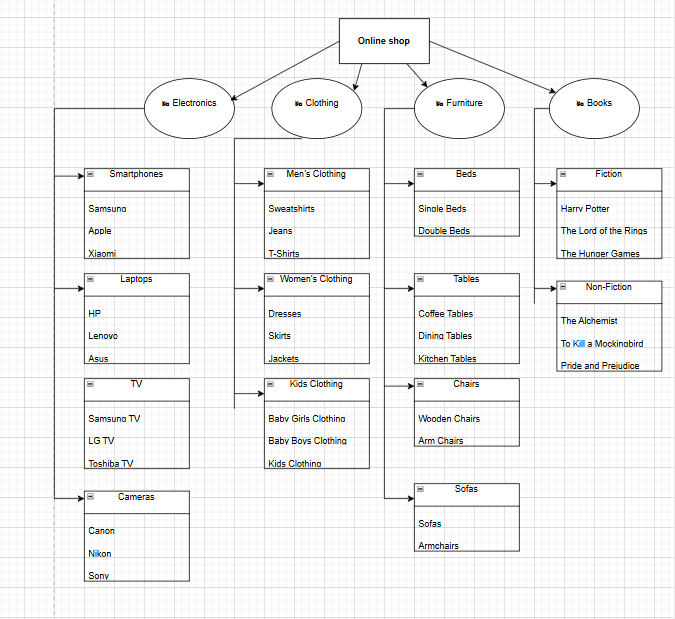 Online shop
Electronics
Clothing
Furniture
Books
Smartphones
Samsung
Apple
Xiaomi
Laptops
HP
Lenovo
Asus
TV
Samsung TV
LG TV
Toshiba TV
Cameras
Canon
Nikon
Sony
Men's Clothing
Sweatshirts
Jeans
T-Shirts
Women's Clothing
Dresses
Skirts
Jackets
Kids Clothing
Baby Girls Clothing
Baby Boys Clothing
Kids Clothing
Beds
Single Beds
Double Beds
Tables
Coffee Tables
Dining Tables
Kitchen Tables
Chairs
Wooden Chairs
Arm Chairs
Sofas
Sofas
Armchairs
Fiction
Harry Potter
The Lord of the Rings
The Hunger Games
Non-Fiction
The Alchemist
To Kill a Mockingbird
Pride and Prejudice